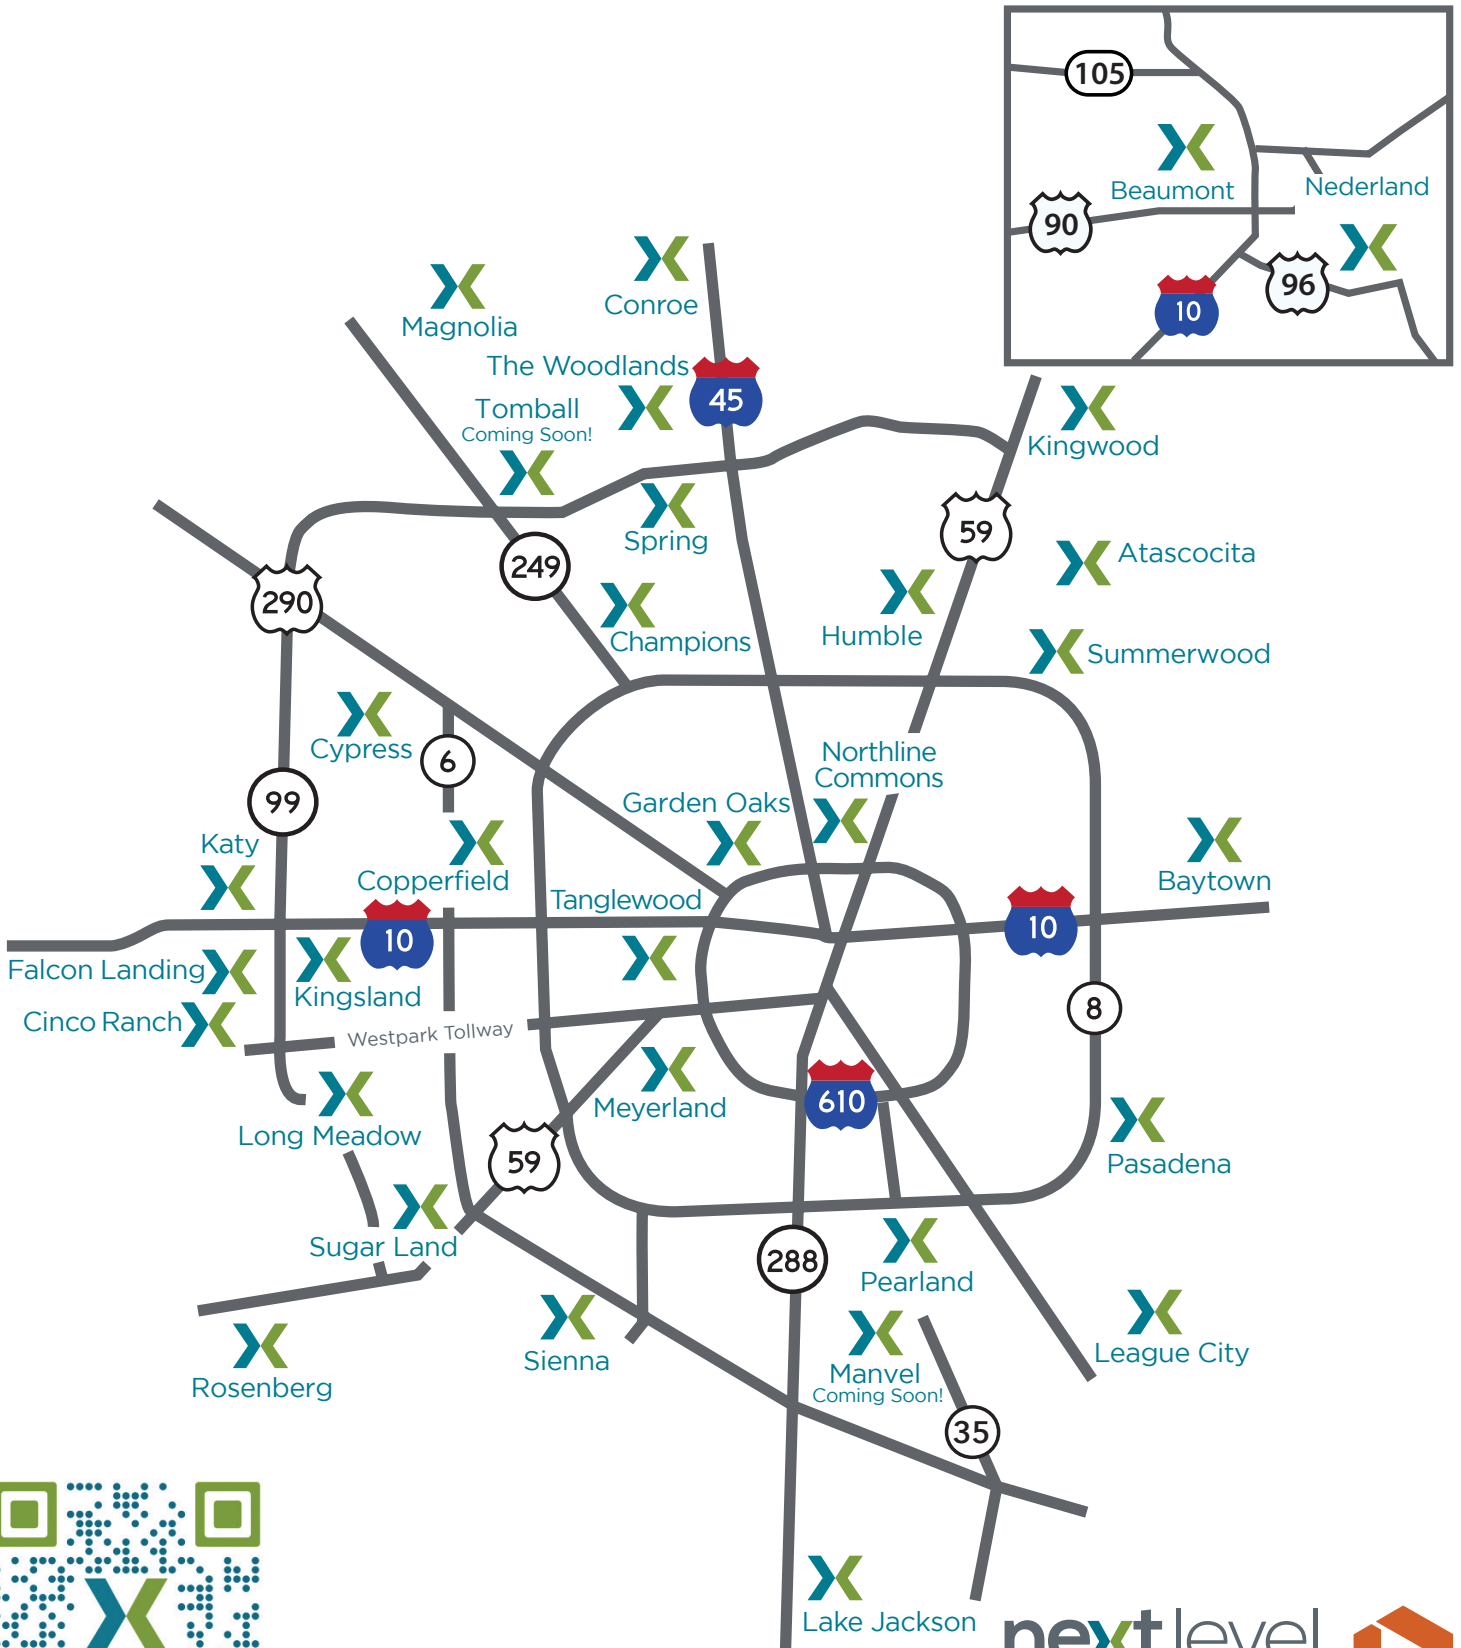 105
Beaumont
Nederland
90
96
10
Conroe
Magnolia
The Woodlands
45
Tomball
Coming Soon!
Kingwood
Spring
59
249
Atascocita
290
Champions
Humble
Summerwood
Cypress
6
Northline
Commons
99
Garden Oaks
Katy
Copperfield
Tanglewood
Baytown
10
10
Falcon Landing
Kingsland
Cinco Ranch
Westpark Tollway
8
Meyerland
610
Long Meadow
59
Pasadena
Sugar Land
288
Pearland
Sienna
League City
Rosenberg
Manvel
Coming Soon!
35
Lake Jackson
next level